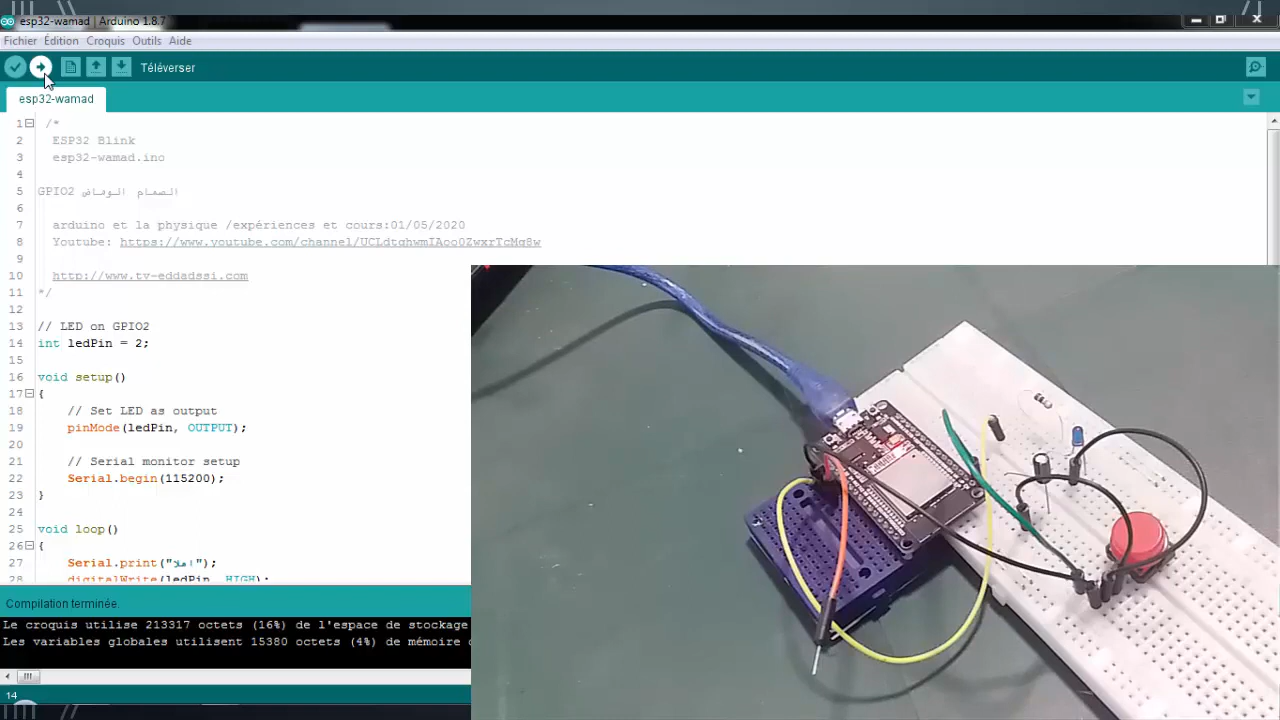 esp32-wamad | Arduino 1.8.7
Fichier Édition Croquis Outils Aide
Téléverser
esp32-wamad
1 /*
2 ESP32 Blink
3 esp32-wamad.ino
4
5 GPIO2 الصمام الوماض
6
7 arduino et la physique /expériences et cours:01/05/2020
8 Youtube: https://www.youtube.com/channel/
9
10 http://www.tv-eddadssi.com
11 */
12
13 // LED on GPIO2
14 int ledPin = 2;
15
16 void setup()
17 {
18 // Set LED as output
19 pinMode(ledPin, OUTPUT);
20
21 // Serial monitor setup
22 Serial.begin(115200);
23 }
24
25 void loop()
26 {
27 Serial.print("اهلا");
28 digitalWrite(ledPin, HIGH);
Compilation terminée.
Le croquis utilise 213317 octets (16%) de l'espace de stockage
Les variables globales utilisent 15380 octets (4%) de mémoire
14